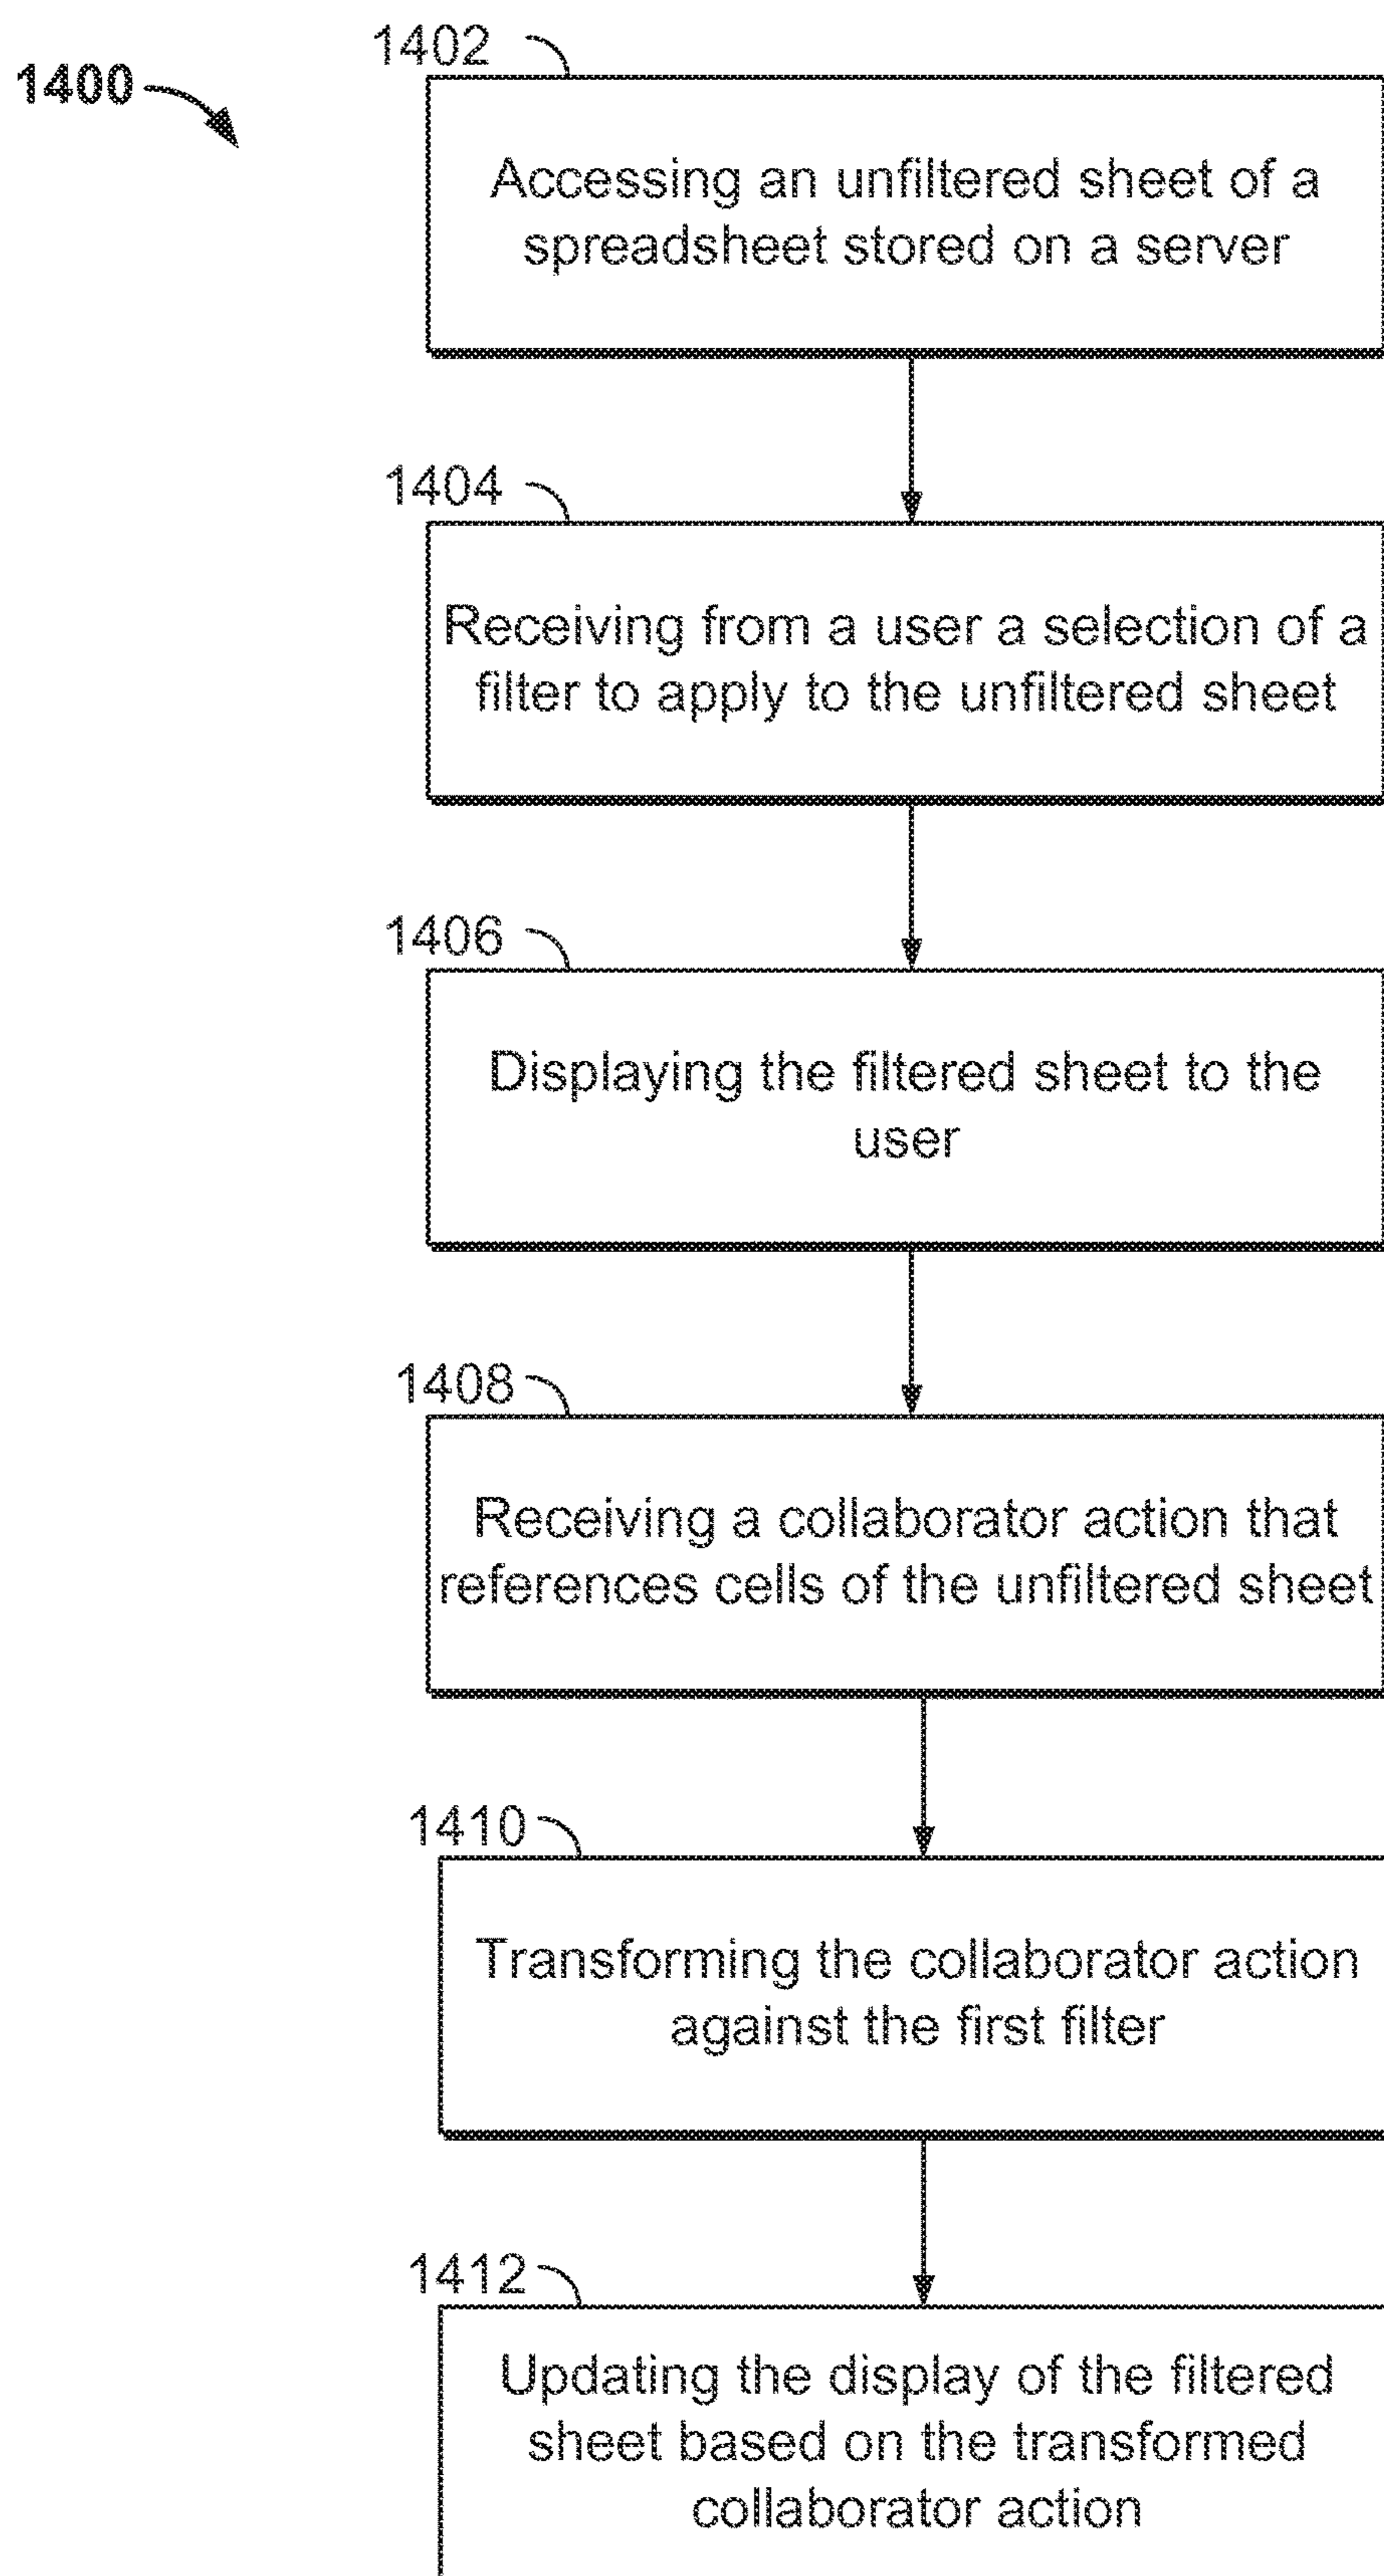 1400
1402
Accessing an unfiltered sheet of a
spreadsheet stored on a server
1404
Receiving from a user a selection of a
filter to apply to the unfiltered sheet
1406
Displaying the filtered sheet to the
user
1408
Receiving a collaborator action that
references cells of the unfiltered sheet
1410
Transforming the collaborator action
against the first filter
1412
Updating the display of the filtered
sheet based on the transformed
collaborator action